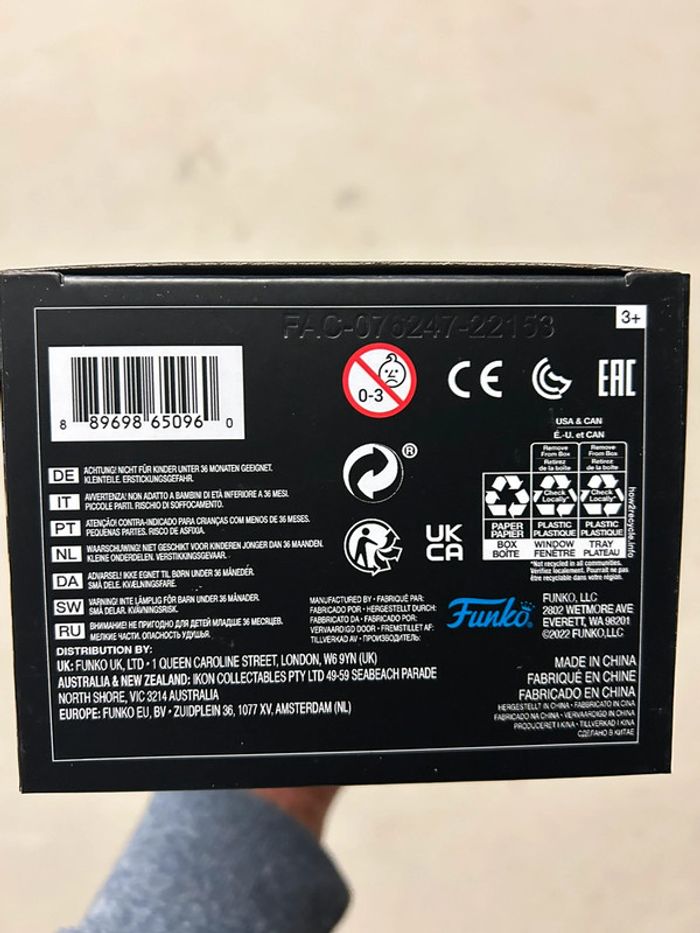 FAC-076247-22153
3+
8 89698 65096 0
0-3
CE
EAC
USA & CAN
É.-U. et CAN
Remove From Box
Retirez de la boîte
Remove From Box
Retirez de la boîte
Check Locally*
Check Locally*
PAPER
PAPIER
PLASTIC
PLASTIQUE
PLASTIC
PLASTIQUE
BOX
BOÎTE
WINDOW
FENÊTRE
TRAY
PLATEAU
how2recycle.info
*Not recycled in all communities.
Vérifiez localement. Pourrait ne pas
être recyclable dans votre région.
®
UK
CA
DE ACHTUNG! NICHT FÜR KINDER UNTER 36 MONATEN GEEIGNET.
KLEINTEILE. ERSTICKUNGSGEFAHR.
IT AVVERTENZA! NON ADATTO A BAMBINI DI ETÀ INFERIORE A 36 MESI.
PICCOLE PARTI. RISCHIO DI SOFFOCAMENTO.
PT ATENÇÃO! CONTRA-INDICADO PARA CRIANÇAS COM MENOS DE 36 MESES.
PEQUENAS PARTES. RISCO DE ASFIXIA.
NL WAARSCHUWING! NIET GESCHIKT VOOR KINDEREN JONGER DAN 36 MAANDEN.
KLEINE ONDERDELEN. VERSTIKKINGSGEVAAR.
DA ADVARSEL! IKKE EGNET TIL BØRN UNDER 36 MÅNEDER.
SMÅ DELE. KVÆLNINGSFARE.
SW VARNING! INTE LÄMPLIG FÖR BARN UNDER 36 MÅNADER.
SMÅ DELAR. KVÄVNINGSRISK.
RU ВНИМАНИЕ! НЕ ПРИГОДНО ДЛЯ ДЕТЕЙ МЛАДШЕ 36 МЕСЯЦЕВ.
МЕЛКИЕ ЧАСТИ. ОПАСНОСТЬ УДУШЬЯ.
MANUFACTURED BY • FABRIQUÉ PAR:
FABRICADO POR • HERGESTELLT DURCH:
FABBRICATO DA • FABRICADO POR:
VERVAARDIGD DOOR • FREMSTILLET AF:
TILLVERKAD AV • ПРОИЗВОДИТЕЛЬ:
Funko
FUNKO, LLC
2802 WETMORE AVE
EVERETT, WA 98201
©2022 FUNKO, LLC
DISTRIBUTION BY:
UK: FUNKO UK, LTD • 1 QUEEN CAROLINE STREET, LONDON, W6 9YN (UK)
AUSTRALIA & NEW ZEALAND: IKON COLLECTABLES PTY LTD 49-59 SEABEACH PARADE
NORTH SHORE, VIC 3214 AUSTRALIA
EUROPE: FUNKO EU, BV • ZUIDPLEIN 36, 1077 XV, AMSTERDAM (NL)
MADE IN CHINA
FABRIQUÉ EN CHINE
FABRICADO EN CHINA
HERGESTELLT IN CHINA • FABBRICATO IN CINA
FABRICADO NA CHINA • VERVAARDIGD IN CHINA
PRODUCERET I KINA • TILLVERKAD I KINA
СДЕЛАНО В КИТАЕ